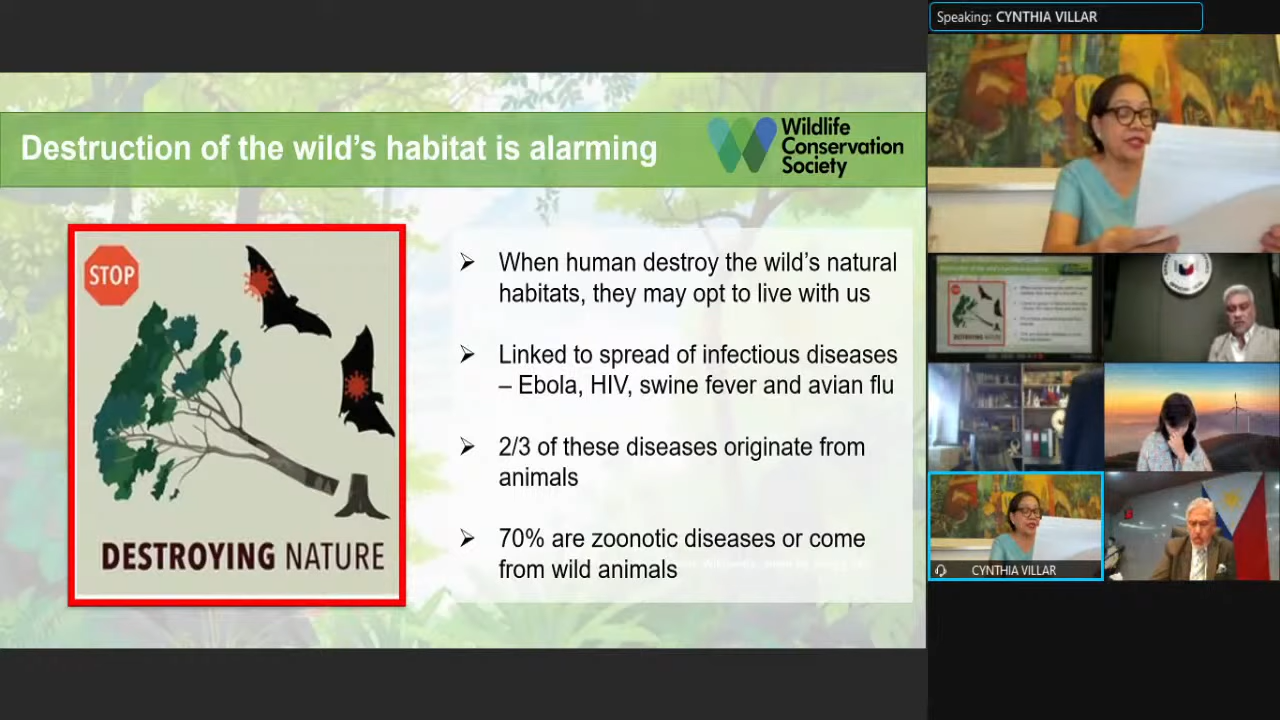 Speaking: CYNTHIA VILLAR
Destruction of the wild's habitat is alarming
Wildlife
Conservation
Society
STOP
DESTROYING NATURE
➢ When human destroy the wild's natural
habitats, they may opt to live with us
➢ Linked to spread of infectious diseases
– Ebola, HIV, swine fever and avian flu
➢ 2/3 of these diseases originate from
animals
➢ 70% are zoonotic diseases or come
from wild animals
DESTROYING NATURE
CYNTHIA VILLAR